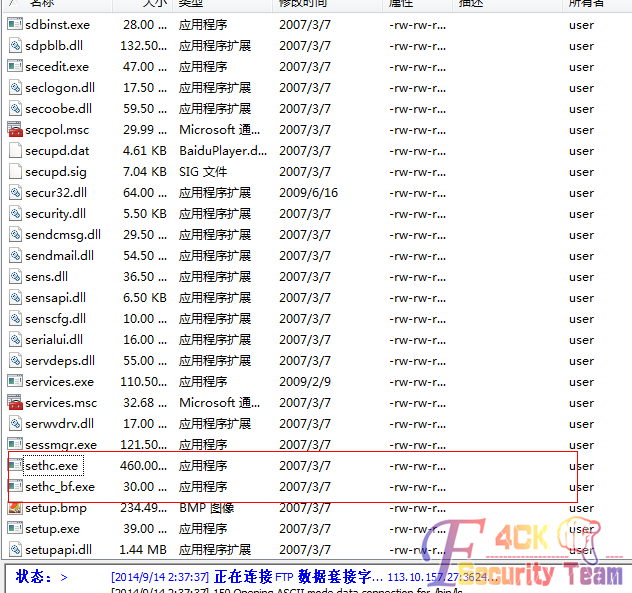 名称 大小 类型 修改时间 属性 描述 所有者
sdbinst.exe 28.00 ... 应用程序 2007/3/7 -rw-rw-r... user
sdpblb.dll 132.50... 应用程序扩展 2007/3/7 -rw-rw-r... user
secedit.exe 47.00 ... 应用程序 2007/3/7 -rw-rw-r... user
seclogon.dll 17.50 ... 应用程序扩展 2007/3/7 -rw-rw-r... user
secoobe.dll 59.50 ... 应用程序扩展 2007/3/7 -rw-rw-r... user
secpol.msc 29.99 ... Microsoft 通... 2007/3/7 -rw-rw-r... user
secupd.dat 4.61 KB BaiduPlayer.d... 2007/3/7 -rw-rw-r... user
secupd.sig 7.04 KB SIG 文件 2007/3/7 -rw-rw-r... user
secur32.dll 64.00 ... 应用程序扩展 2009/6/16 -rw-rw-r... user
security.dll 5.50 KB 应用程序扩展 2007/3/7 -rw-rw-r... user
sendcmsg.dll 29.50 ... 应用程序扩展 2007/3/7 -rw-rw-r... user
sendmail.dll 54.50 ... 应用程序扩展 2007/3/7 -rw-rw-r... user
sens.dll 36.50 ... 应用程序扩展 2007/3/7 -rw-rw-r... user
sensapi.dll 6.50 KB 应用程序扩展 2007/3/7 -rw-rw-r... user
senscfg.dll 10.00 ... 应用程序扩展 2007/3/7 -rw-rw-r... user
serialui.dll 16.00 ... 应用程序扩展 2007/3/7 -rw-rw-r... user
servdeps.dll 55.00 ... 应用程序扩展 2007/3/7 -rw-rw-r... user
services.exe 110.50... 应用程序 2009/2/9 -rw-rw-r... user
services.msc 32.68 ... Microsoft 通... 2007/3/7 -rw-rw-r... user
serwvdrv.dll 17.00 ... 应用程序扩展 2007/3/7 -rw-rw-r... user
sessmgr.exe 121.50... 应用程序 2007/3/7 -rw-rw-r... user
sethc.exe 460.00... 应用程序 2007/3/7 -rw-rw-r... user
sethc_bf.exe 30.00 ... 应用程序 2007/3/7 -rw-rw-r... user
setup.bmp 234.49... BMP 图像 2007/3/7 -rw-rw-r... user
setup.exe 39.00 ... 应用程序 2007/3/7 -rw-rw-r... user
setupapi.dll 1.44 MB 应用程序扩展 2007/3/7 -rw-rw-r... user
F4CK
Security Team
状态：> [2014/9/14 2:37:37] 正在连接 FTP 数据套接字... 113.10.157.27:3624...
[2014/9/14 2:37:37] 150 Opening ASCII mode data connection for /bin/ls